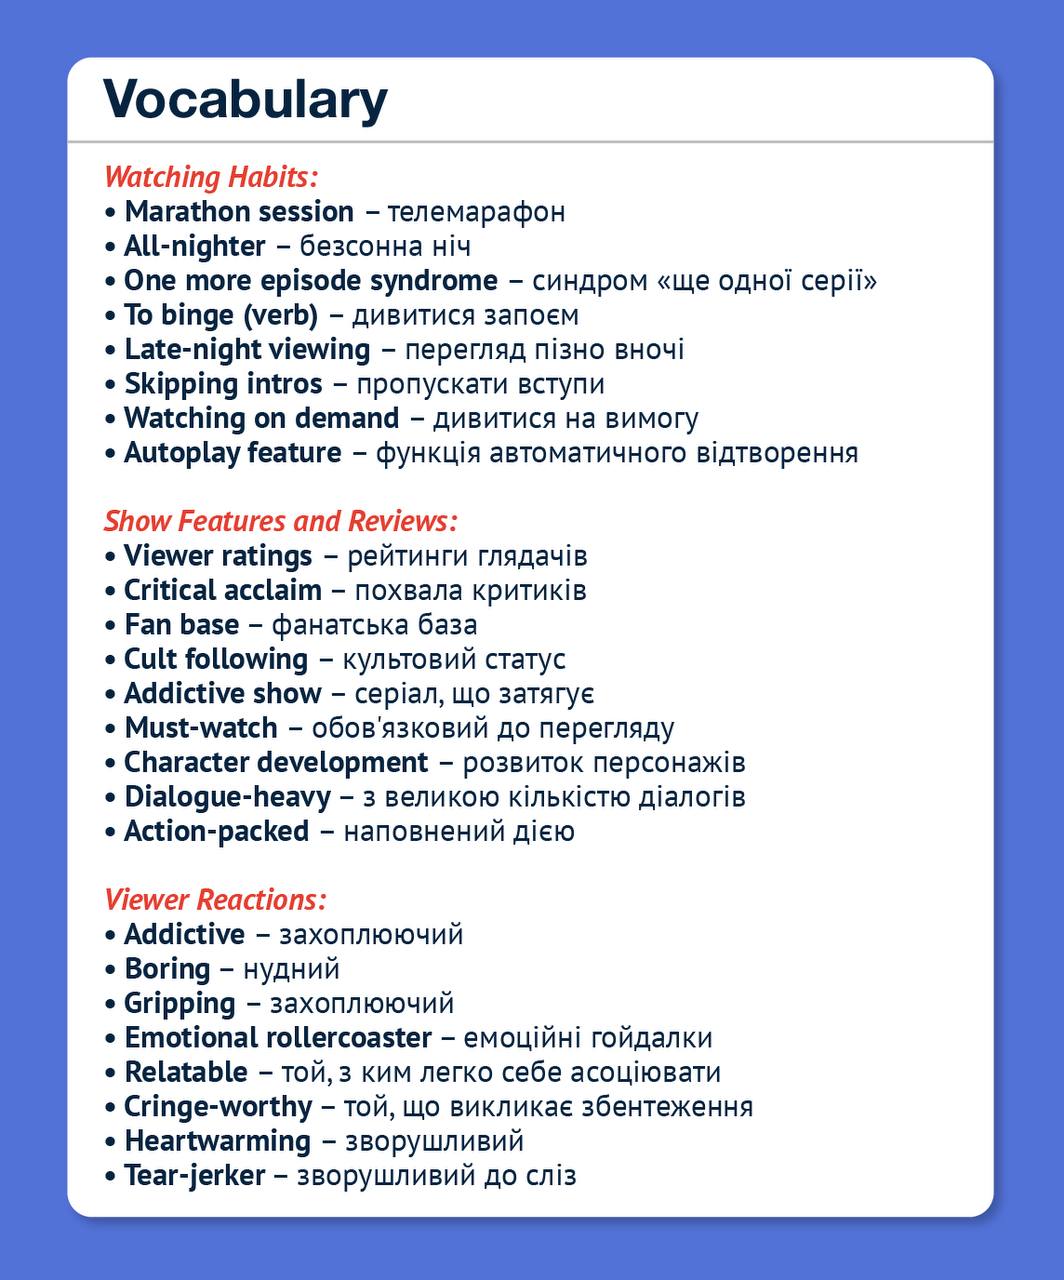 Vocabulary
Watching Habits:
• Marathon session – телемарафон
• All-nighter – безсонна ніч
• One more episode syndrome – синдром «ще одної серії»
• To binge (verb) – дивитися запоєм
• Late-night viewing – перегляд пізно вночі
• Skipping intros – пропускати вступи
• Watching on demand – дивитися на вимогу
• Autoplay feature – функція автоматичного відтворення
Show Features and Reviews:
• Viewer ratings – рейтинги глядачів
• Critical acclaim – похвала критиків
• Fan base – фанатська база
• Cult following – культовий статус
• Addictive show – серіал, що затягує
• Must-watch – обов'язковий до перегляду
• Character development – розвиток персонажів
• Dialogue-heavy – з великою кількістю діалогів
• Action-packed – наповнений дією
Viewer Reactions:
• Addictive – захоплюючий
• Boring – нудний
• Gripping – захоплюючий
• Emotional rollercoaster – емоційні гойдалки
• Relatable – той, з ким легко себе асоціювати
• Cringe-worthy – той, що викликає збентеження
• Heartwarming – зворушливий
• Tear-jerker – зворушливий до сліз